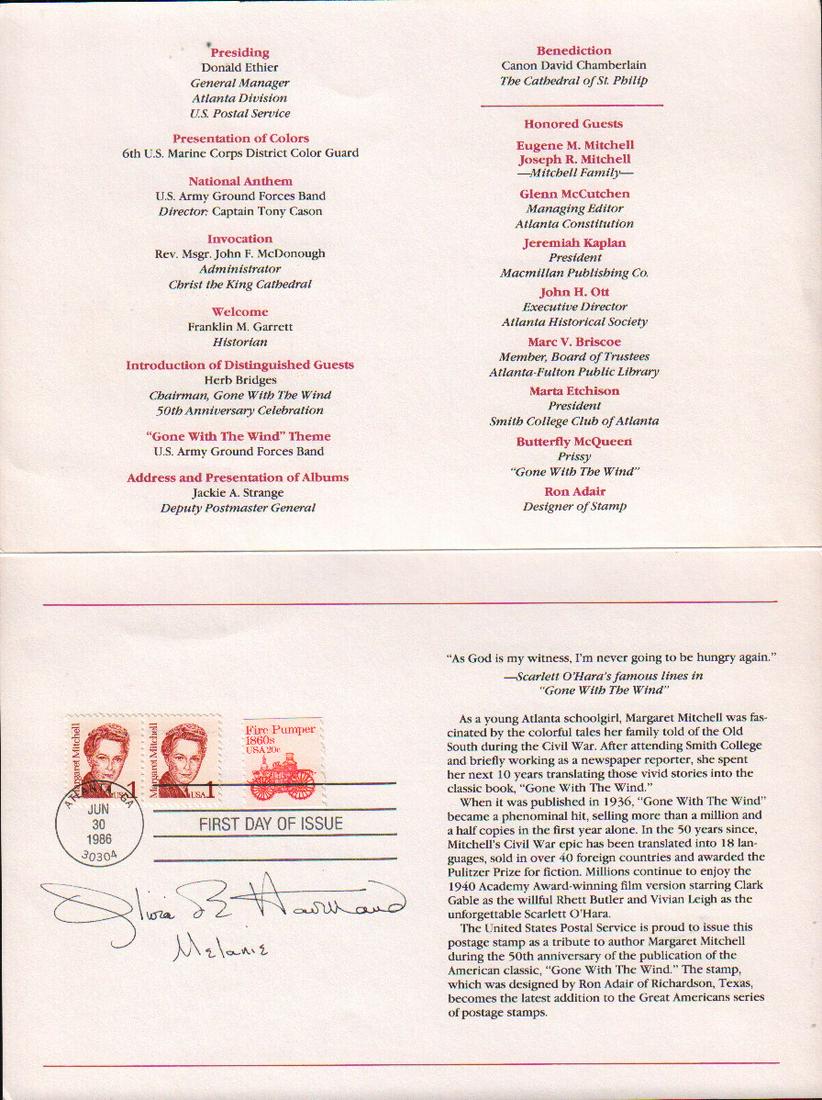 Presiding
Donald Ethier
General Manager
Atlanta Division
U.S. Postal Service
Presentation of Colors
6th U.S. Marine Corps District Color Guard
National Anthem
U.S. Army Ground Forces Band
Director: Captain Tony Cason
Invocation
Rev. Msgr. John F. McDonough
Administrator
Christ the King Cathedral
Welcome
Franklin M. Garrett
Historian
Introduction of Distinguished Guests
Herb Bridges
Chairman, Gone With The Wind
50th Anniversary Celebration
"Gone With The Wind" Theme
U.S. Army Ground Forces Band
Address and Presentation of Albums
Jackie A. Strange
Deputy Postmaster General
Benediction
Canon David Chamberlain
The Cathedral of St. Philip
Honored Guests
Eugene M. Mitchell
Joseph R. Mitchell
—Mitchell Family—
Glenn McCutchen
Managing Editor
Atlanta Constitution
Jeremiah Kaplan
President
Macmillan Publishing Co.
John H. Ott
Executive Director
Atlanta Historical Society
Marc V. Briscoe
Member, Board of Trustees
Atlanta-Fulton Public Library
Marta Etchison
President
Smith College Club of Atlanta
Butterfly McQueen
Prissy
"Gone With The Wind"
Ron Adair
Designer of Stamp
Margaret Mitchell
USA 1
Margaret Mitchell
USA 1
Fire Pumper
1860s
USA 20c
ATLANTA GA
JUN
30
1986
30304
FIRST DAY OF ISSUE
Olivia De Havilland
Melanie
"As God is my witness, I'm never going to be hungry again."
—Scarlett O'Hara's famous lines in
"Gone With The Wind"
As a young Atlanta schoolgirl, Margaret Mitchell was fas-
cinated by the colorful tales her family told of the Old
South during the Civil War. After attending Smith College
and briefly working as a newspaper reporter, she spent
her next 10 years translating those vivid stories into the
classic book, "Gone With The Wind."
When it was published in 1936, "Gone With The Wind"
became a phenominal hit, selling more than a million and
a half copies in the first year alone. In the 50 years since,
Mitchell's Civil War epic has been translated into 18 lan-
guages, sold in over 40 foreign countries and awarded the
Pulitzer Prize for fiction. Millions continue to enjoy the
1940 Academy Award-winning film version starring Clark
Gable as the willful Rhett Butler and Vivian Leigh as the
unforgettable Scarlett O'Hara.
The United States Postal Service is proud to issue this
postage stamp as a tribute to author Margaret Mitchell
during the 50th anniversary of the publication of the
American classic, "Gone With The Wind." The stamp,
which was designed by Ron Adair of Richardson, Texas,
becomes the latest addition to the Great Americans series
of postage stamps.